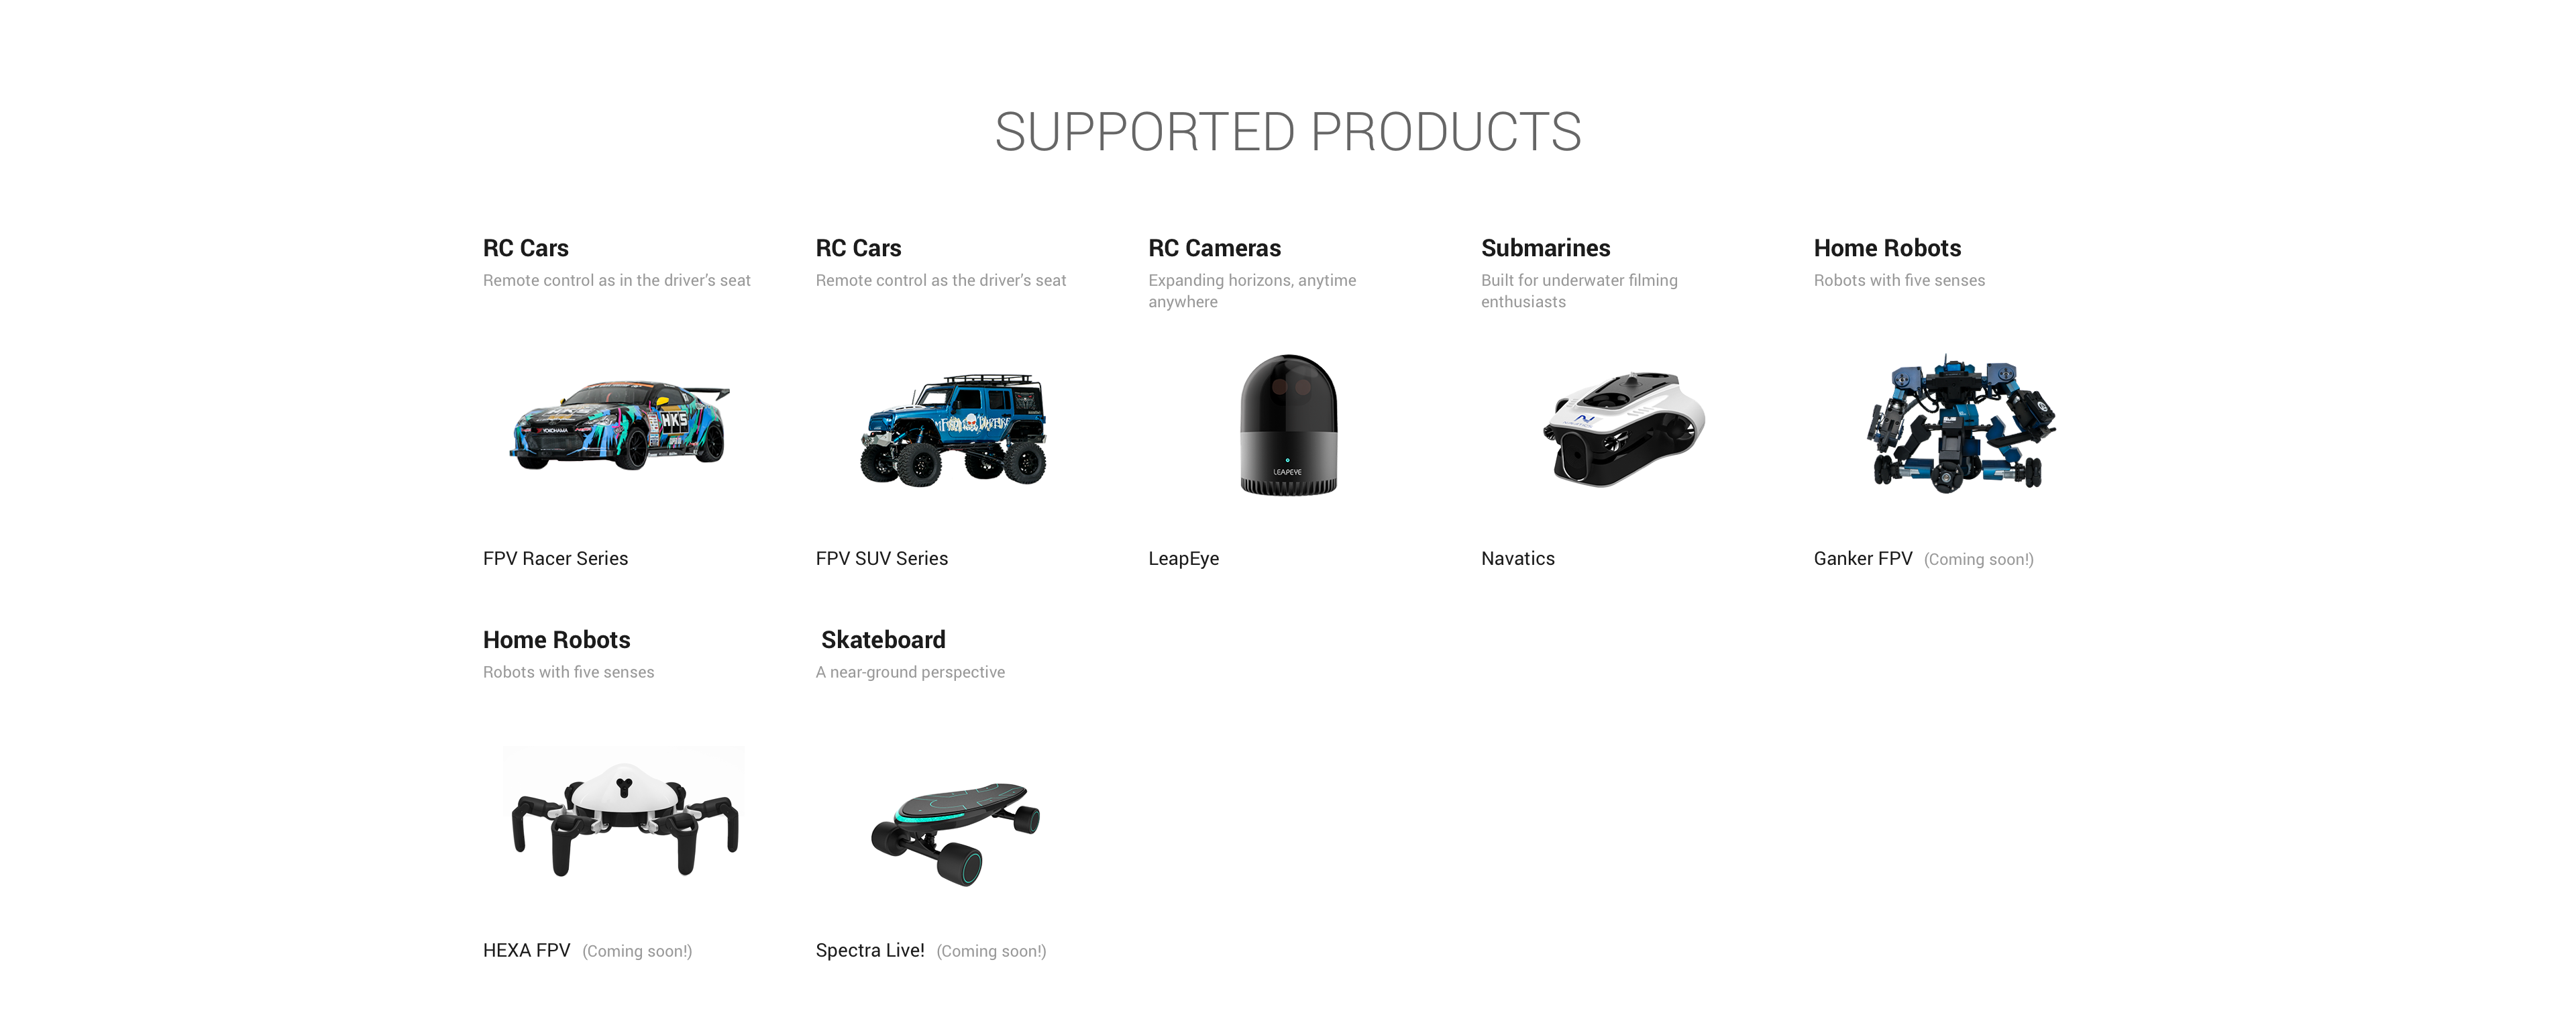 SUPPORTED PRODUCTS
RC Cars
Remote control as in the driver’s seat
HKS
YOKOHAMA
FPV Racer Series
RC Cars
Remote control as the driver’s seat
FPV SUV Series
RC Cameras
Expanding horizons, anytime
anywhere
LEAPEYE
LeapEye
Submarines
Built for underwater filming
enthusiasts
Navatics
Home Robots
Robots with five senses
Ganker FPV (Coming soon!)
Home Robots
Robots with five senses
HEXA FPV (Coming soon!)
Skateboard
A near-ground perspective
Spectra Live! (Coming soon!)